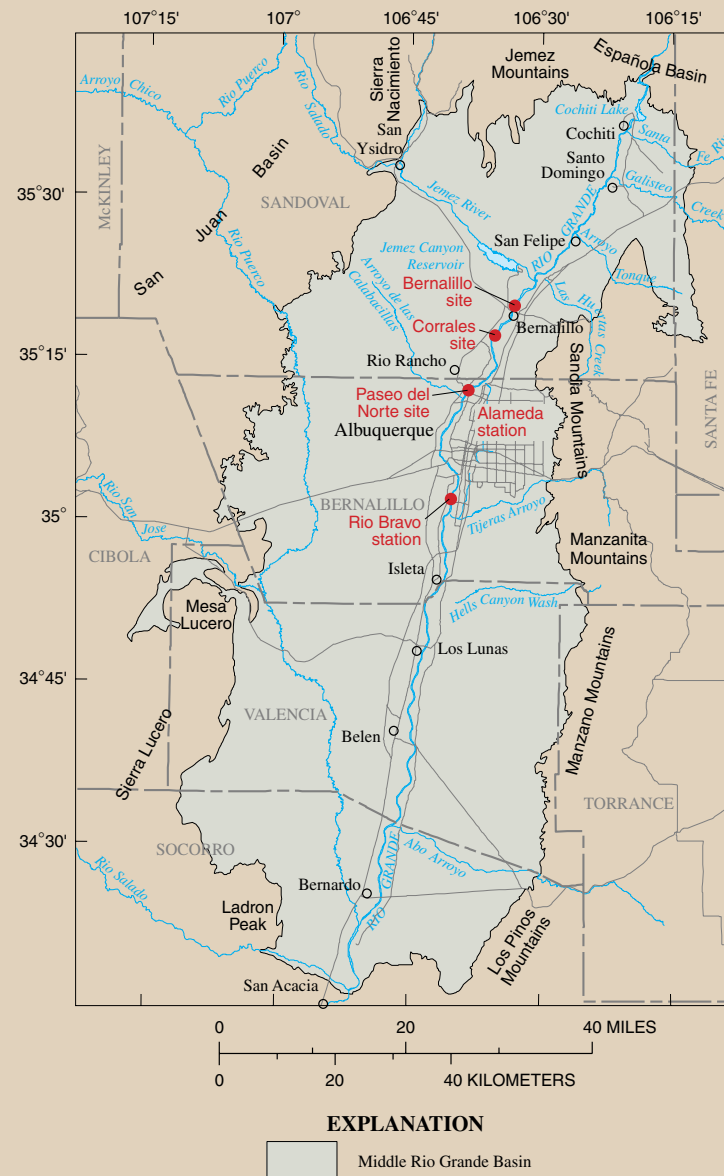 107°15'
107°
106°45'
106°30'
106°15'
Española Basin
Jemez
Mountains
Sierra
Nacimiento
Arroyo Chico
Rio Puerco
Rio Salado
Cochiti Lake
Cochiti
Santa Fe
San
Ysidro
Santo
Domingo
Galisteo
Creek
35°30'
McKINLEY
SANDOVAL
San Juan Basin
Rio Puerco
Jemez River
RIO GRANDE
San Felipe
Arroyo
Tonque
Jemez Canyon
Reservoir
Arroyo de las
Calabacillas
Las Huertas Creek
Bernalillo
site
Bernalillo
Corrales
site
35°15'
Rio Rancho
Sandia Mountains
SANTA FE
Paseo del
Norte site
Alameda
station
Albuquerque
Rio San
Jose
35°
BERNALILLO
Rio Bravo
station
Tijeras Arroyo
CIBOLA
Manzanita
Mountains
Isleta
Mesa
Lucero
Hells Canyon Wash
Los Lunas
34°45'
Sierra Lucero
VALENCIA
Belen
Manzano Mountains
TORRANCE
34°30'
SOCORRO
Rio Salado
RIO GRANDE
Abo Arroyo
Bernardo
Ladron
Peak
Los Pinos
Mountains
San Acacia
0 20 40 MILES
0 20 40 KILOMETERS
EXPLANATION
Middle Rio Grande Basin